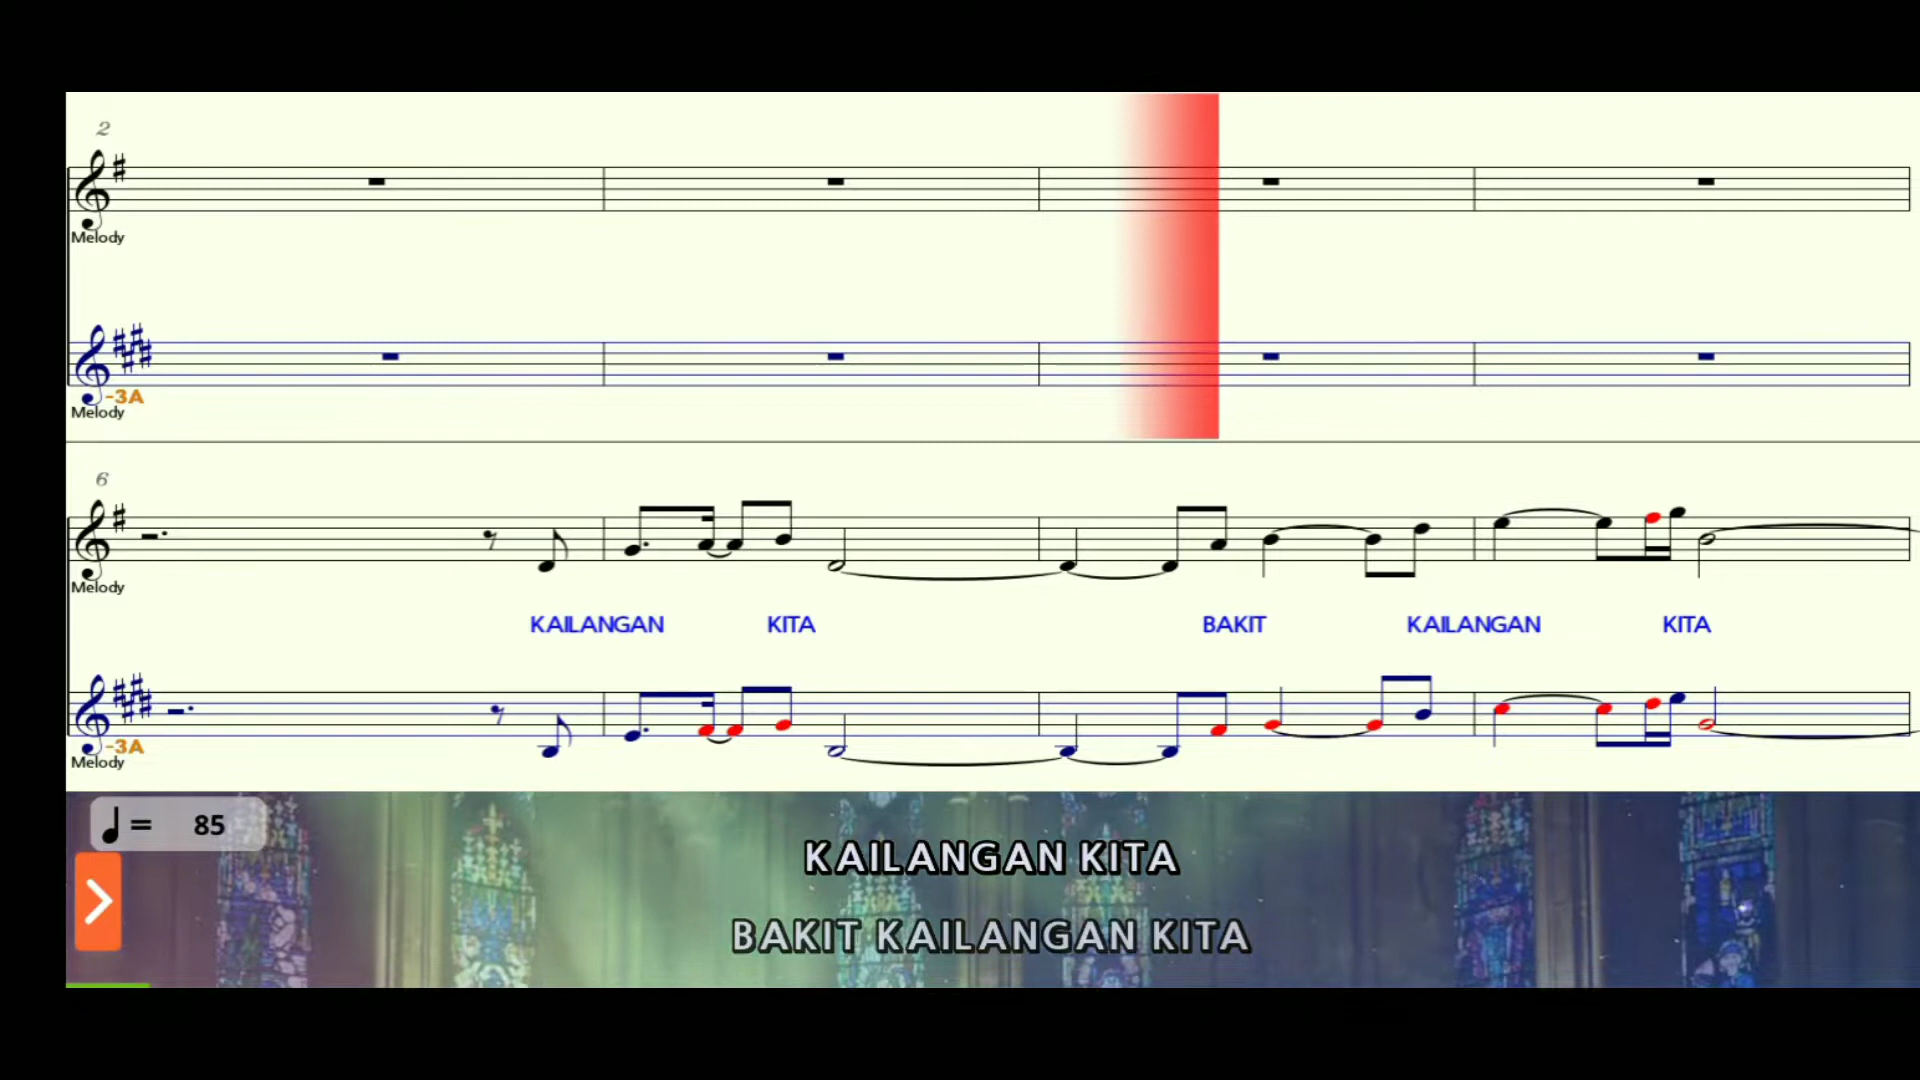 2
Melody
-3A
Melody
6
Melody
KAILANGAN KITA BAKIT KAILANGAN KITA
-3A
Melody
= 85
KAILANGAN KITA
BAKIT KAILANGAN KITA